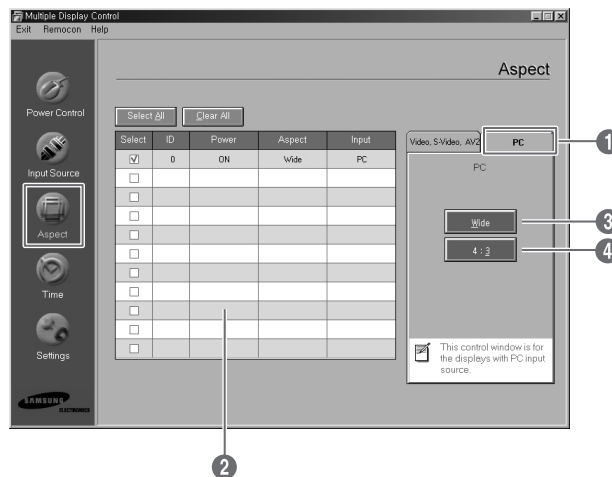 Multiple Display Control
Exit Remocon Help
Aspect
Power Control
Input Source
Aspect
Time
Settings
SAMSUNG
ELECTRONICS
Select All
Clear All
Select ID Power Aspect Input
0 ON Wide PC
Video, S-Video, AV2
PC
PC
Wide
4 : 3
This control window is for
the displays with PC input
source.
1
3
4
2